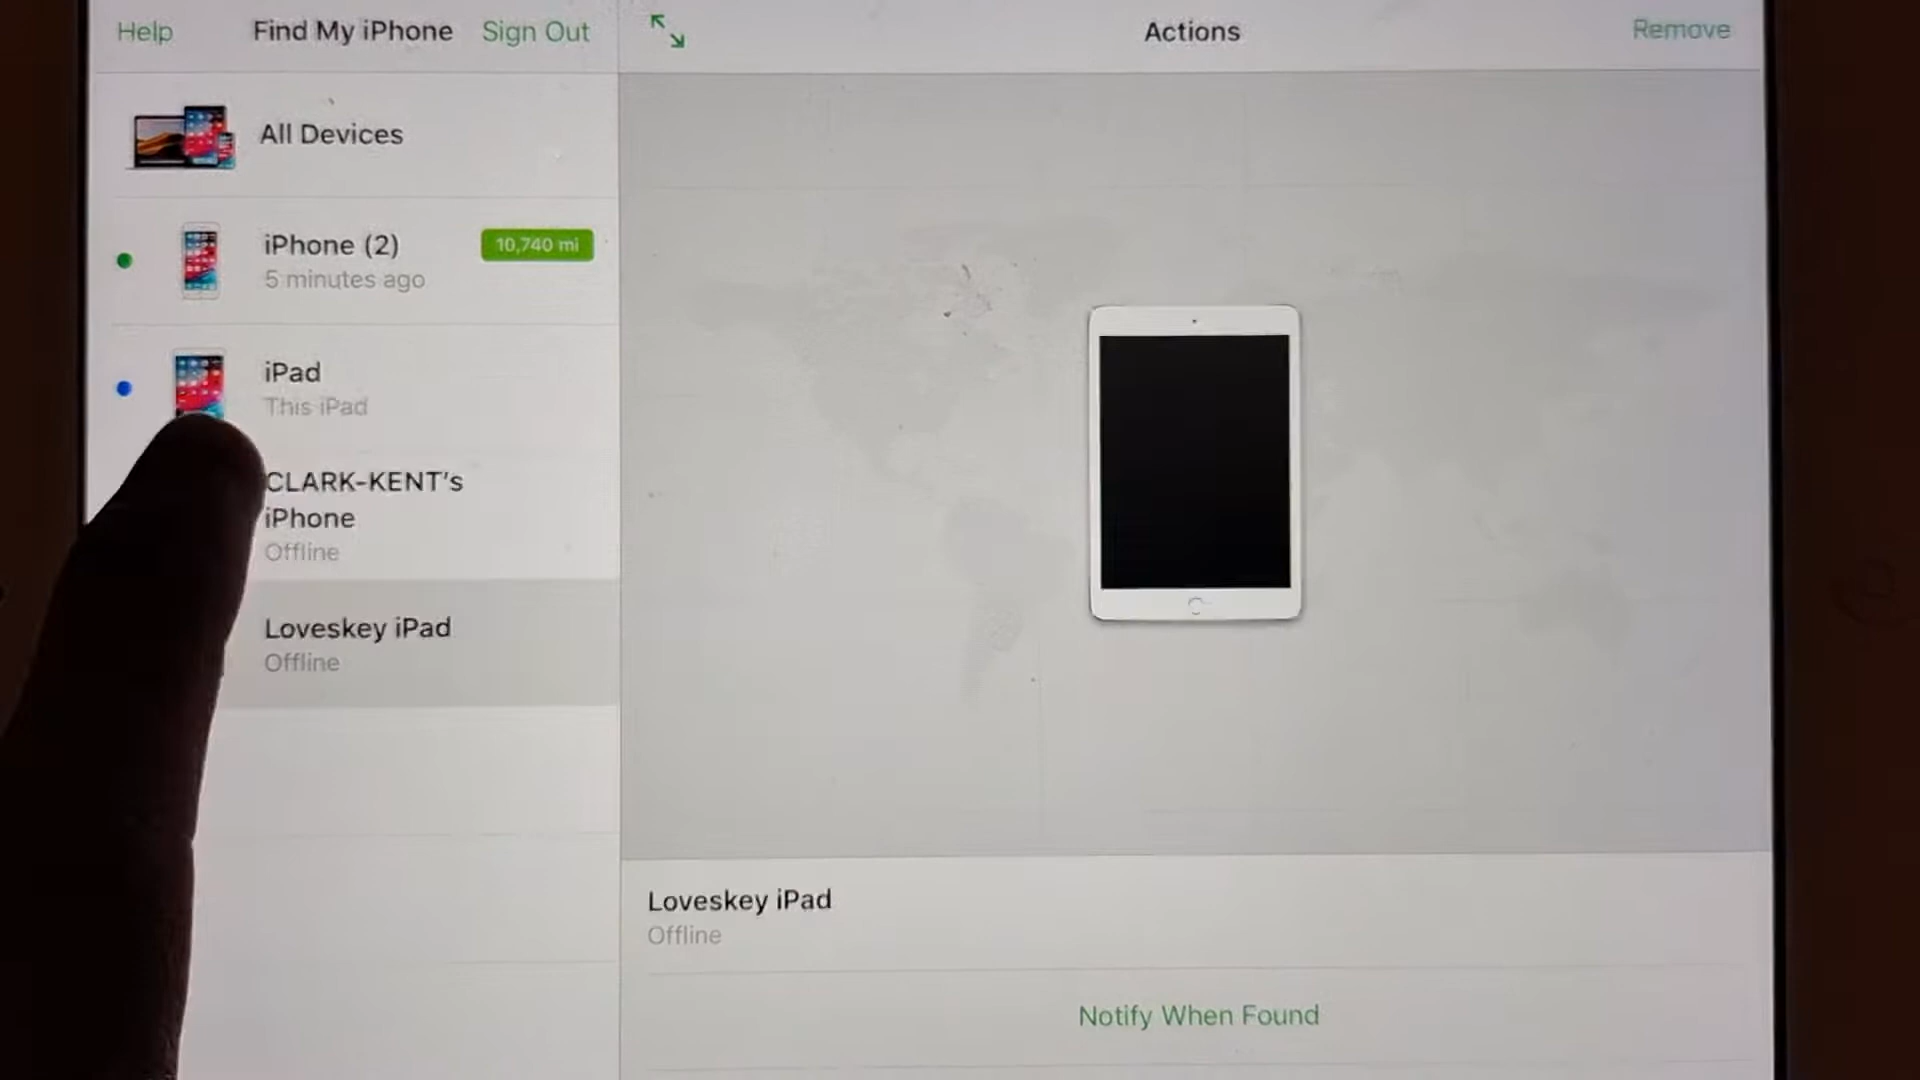 Help Find My iPhone Sign Out
Actions
Remove
All Devices
iPhone (2)
10,740 mi
5 minutes ago
iPad
This iPad
CLARK-KENT's
iPhone
Offline
Loveskey iPad
Offline
Loveskey iPad
Offline
Notify When Found